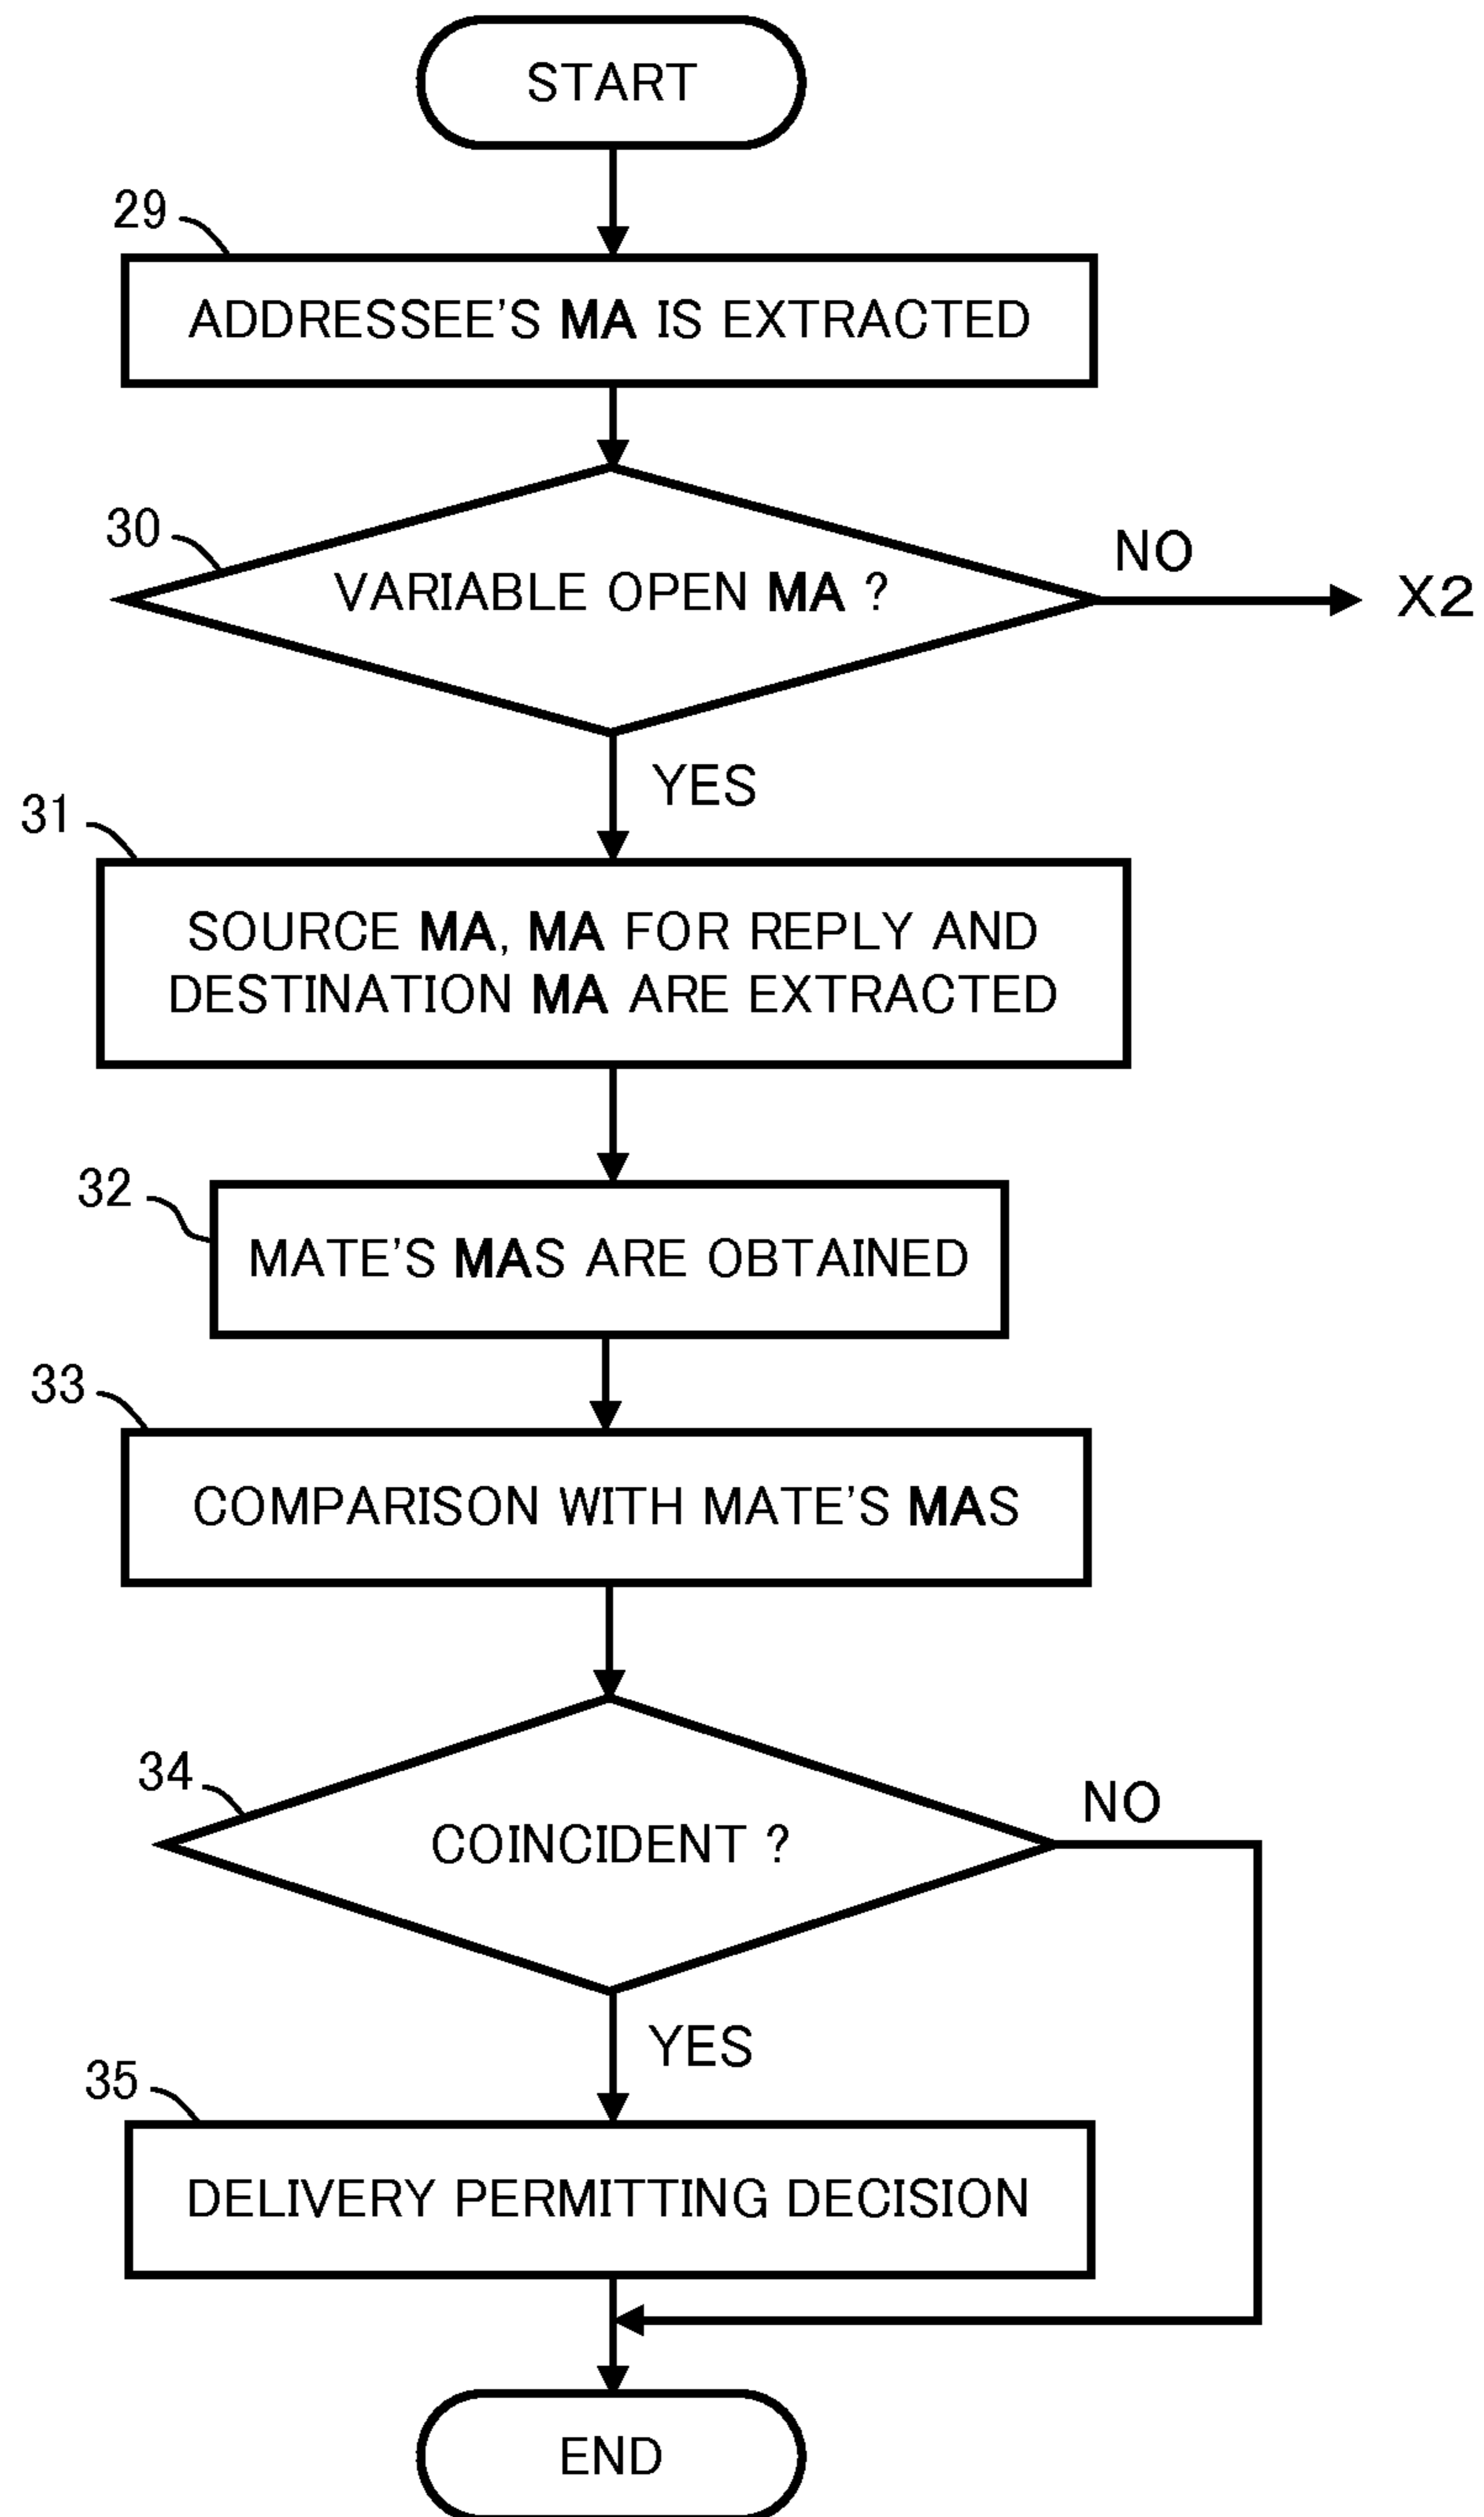 START
29
ADDRESSEE'S MA IS EXTRACTED
30
VARIABLE OPEN MA ?
NO
X2
YES
31
SOURCE MA, MA FOR REPLY AND
DESTINATION MA ARE EXTRACTED
32
MATE'S MAS ARE OBTAINED
33
COMPARISON WITH MATE'S MAS
34
COINCIDENT ?
NO
YES
35
DELIVERY PERMITTING DECISION
END